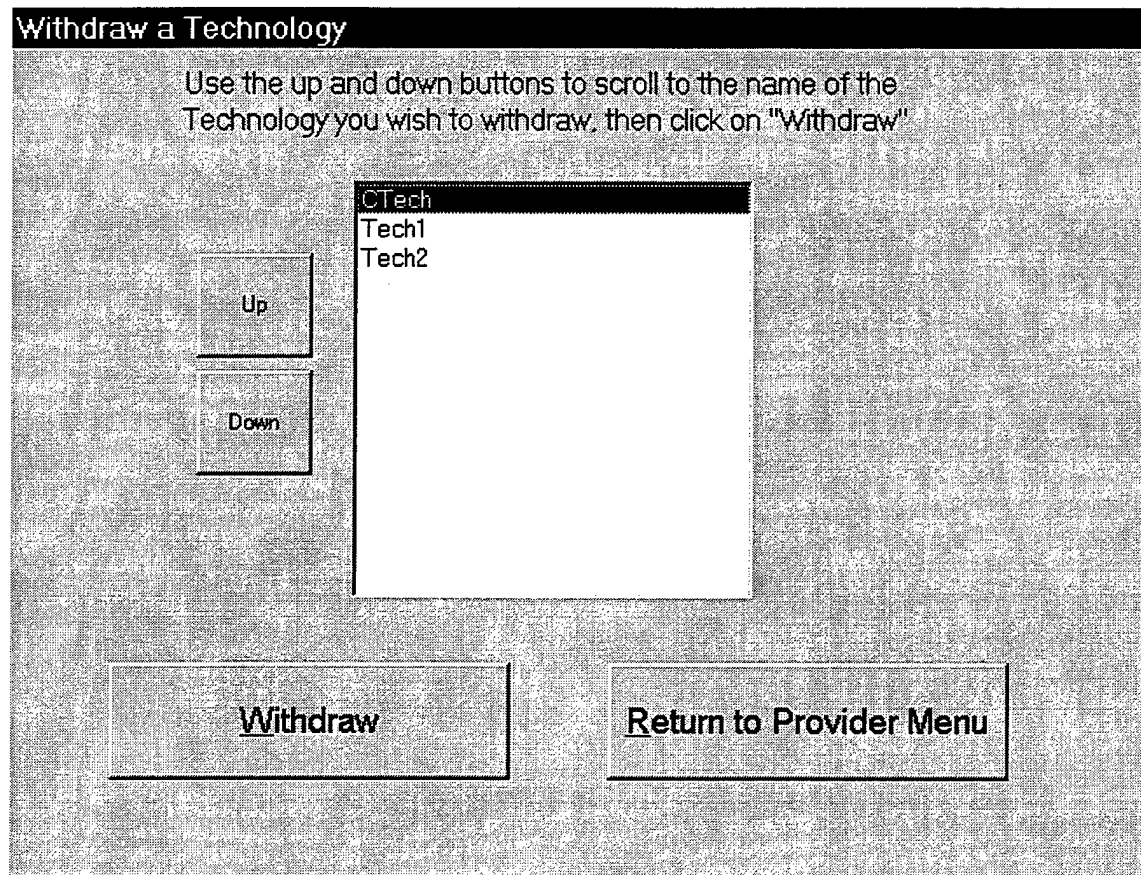 Withdraw a Technology
Use the up and down buttons to scroll to the name of the
Technology you wish to withdraw, then click on "Withdraw"
CTech
Tech1
Tech2
Up
Down
Withdraw
Return to Provider Menu